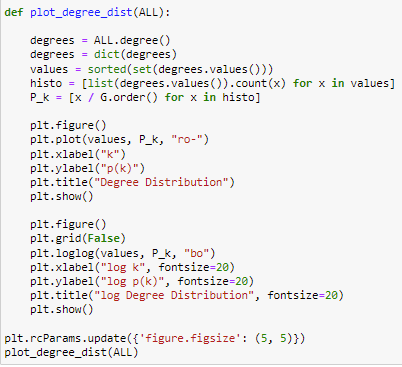 def plot_degree_dist(ALL):
degrees = ALL.degree()
degrees = dict(degrees)
values = sorted(set(degrees.values()))
histo = [list(degrees.values()).count(x) for x in values]
P_k = [x / G.order() for x in histo]
plt.figure()
plt.plot(values, P_k, "ro-")
plt.xlabel("k")
plt.ylabel("p(k)")
plt.title("Degree Distribution")
plt.show()
plt.figure()
plt.grid(False)
plt.loglog(values, P_k, "bo")
plt.xlabel("log k", fontsize=20)
plt.ylabel("log p(k)", fontsize=20)
plt.title("log Degree Distribution", fontsize=20)
plt.show()
plt.rcParams.update({'figure.figsize': (5, 5)})
plot_degree_dist(ALL)